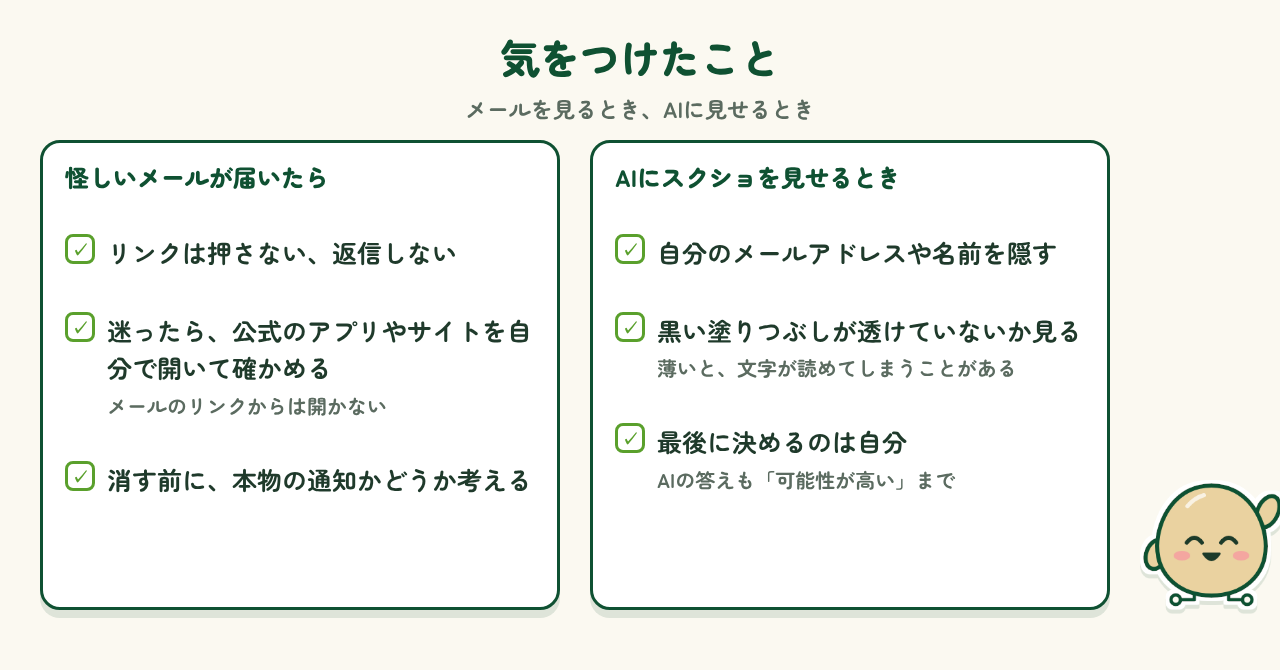 気をつけたこと
メールを見るとき、AIに見せるとき
怪しいメールが届いたら
リンクは押さない、返信しない
迷ったら、公式のアプリやサイトを自
分で開いて確かめる
メールのリンクからは開かない
消す前に、本物の通知かどうか考える
AIにスクショを見せるとき
自分のメールアドレスや名前を隠す
黒い塗りつぶしが透けていないか見る
薄いと、文字が読めてしまうことがある
最後に決めるのは自分
AIの答えも「可能性が高い」まで